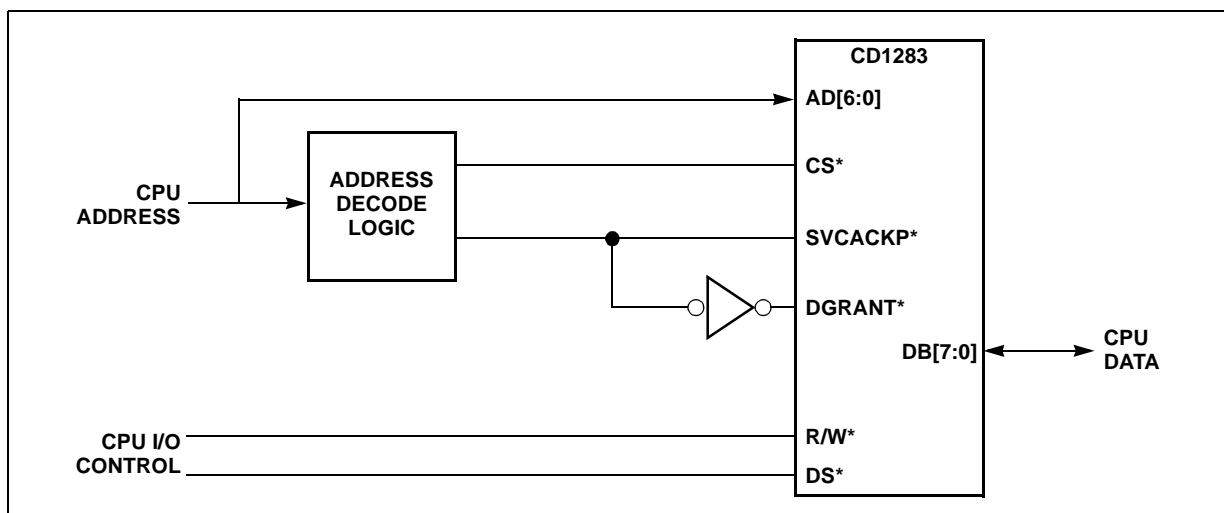 CD1283
AD[6:0]
CPU
ADDRESS
ADDRESS
DECODE
LOGIC
CS*
SVCACKP*
DGRANT*
DB[7:0]
CPU
DATA
CPU I/O
CONTROL
R/W*
DS*